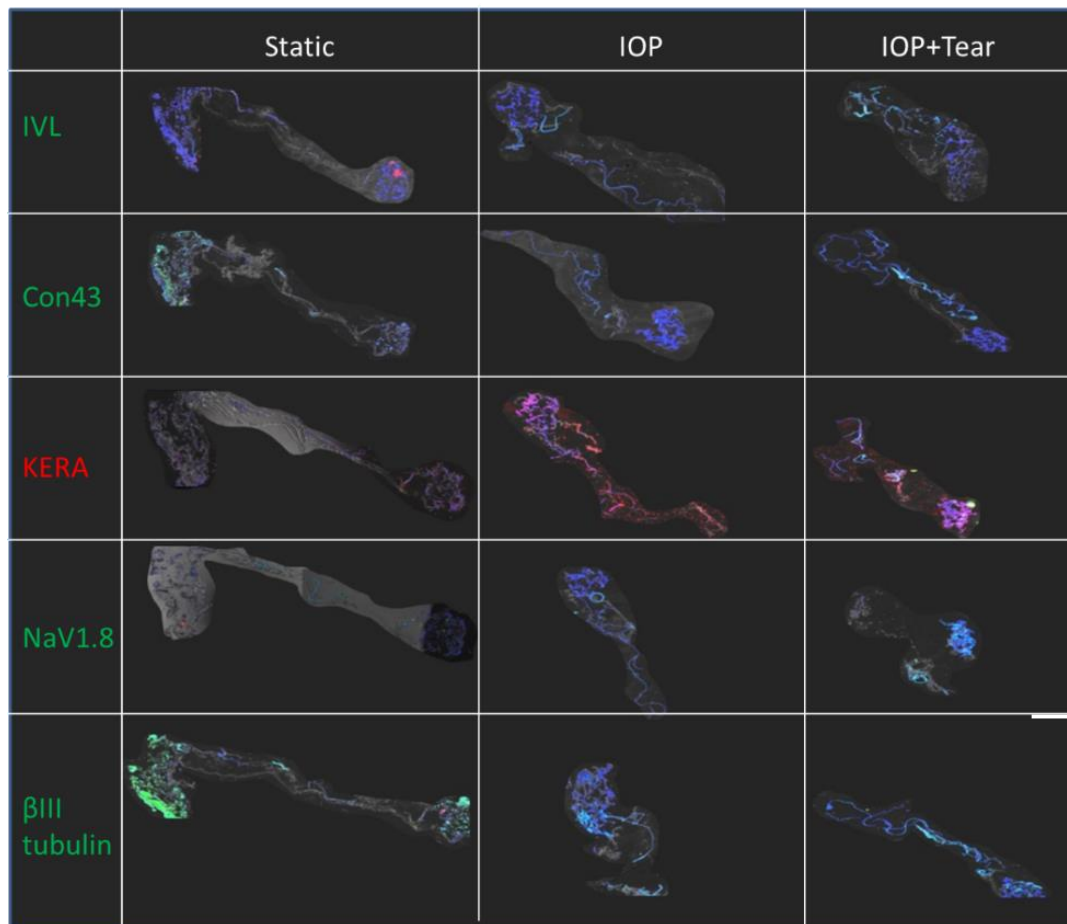 Static IOP IOP+Tear
IVL
Con43
KERA
NaV1.8
βIII
tubulin